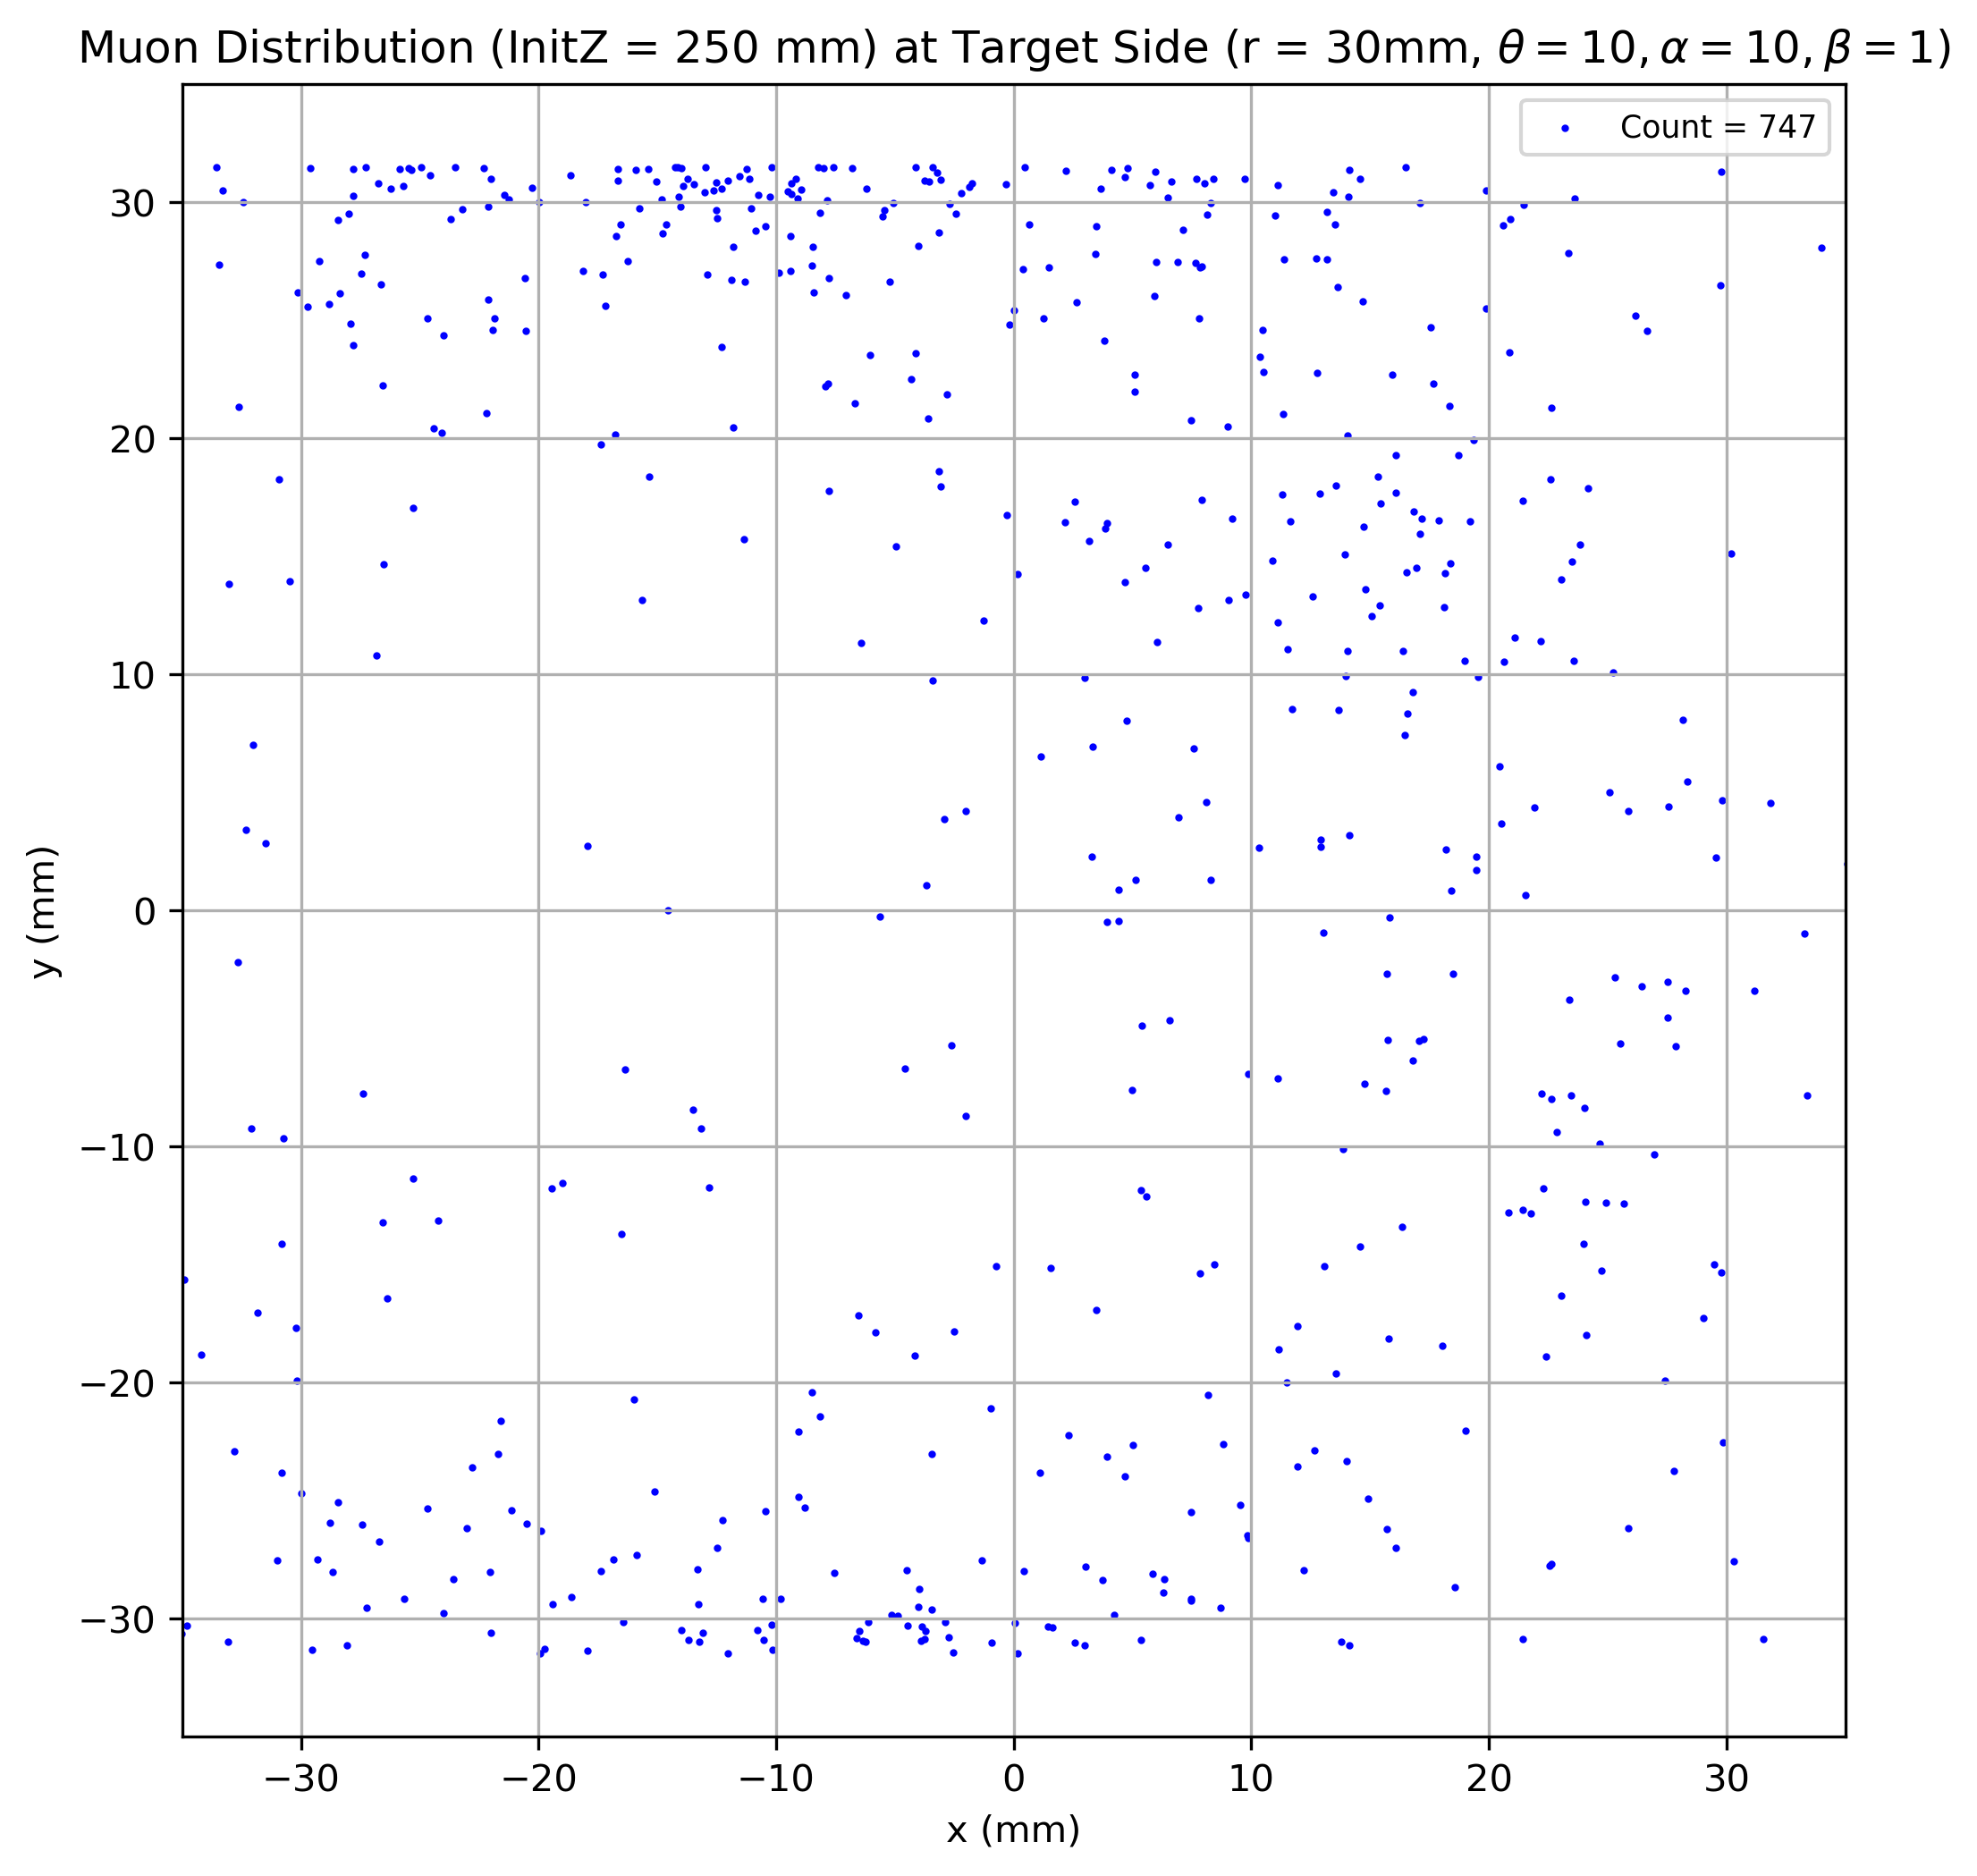 Muon Distribution (InitZ = 250 mm) at Target Side (r = 30mm, θ = 10, α = 10, β = 1)
Count = 747
30
20
10
0
−10
−20
−30
y (mm)
−30 −20 −10 0 10 20 30
x (mm)